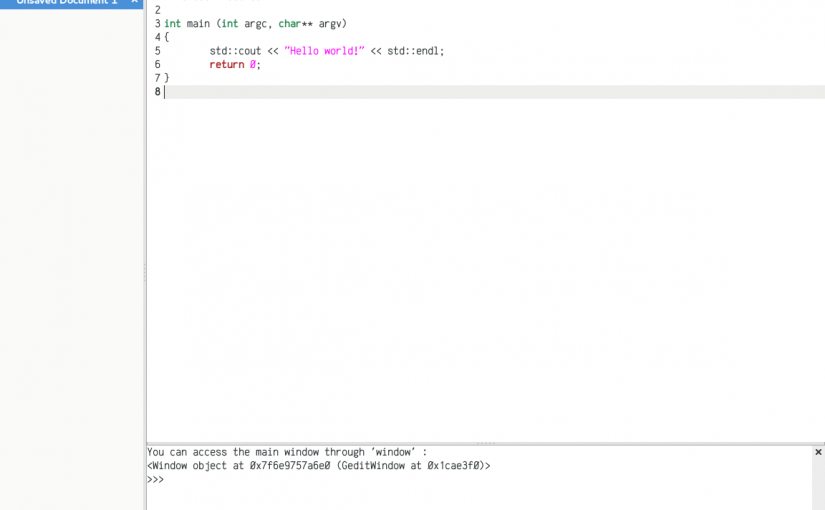 Unsaved Document 1 ×
2
3 int main (int argc, char** argv)
4 {
5 std::cout << "Hello world!" << std::endl;
6 return 0;
7 }
8
You can access the main window through 'window' : ×
<Window object at 0x7f6e9757a6e0 (GeditWindow at 0x1cae3f0)>
>>>